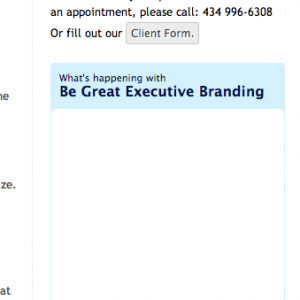 an appointment, please call: 434 996-6308
Or fill out our Client Form.
What's happening with
Be Great Executive Branding
ze.
at